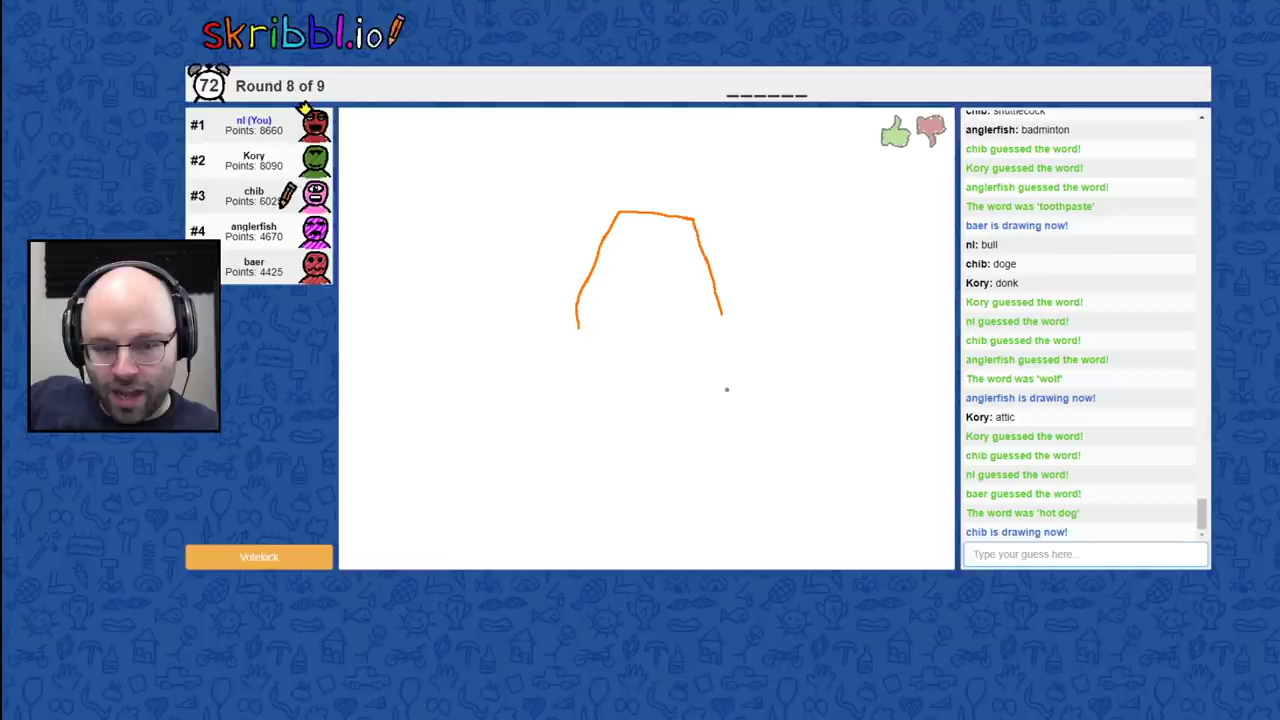 skribbl.io
72
Round 8 of 9
______
#1
nl (You)
Points: 8660
#2
Kory
Points: 8090
#3
chib
#4
anglerfish
Points: 4670
baer
Points: 4425
Votekick
chib: shuttlecock
anglerfish: badminton
chib guessed the word!
Kory guessed the word!
anglerfish guessed the word!
The word was 'toothpaste'
baer is drawing now!
nl: bull
chib: doge
Kory: donk
Kory guessed the word!
nl guessed the word!
chib guessed the word!
anglerfish guessed the word!
The word was 'wolf'
anglerfish is drawing now!
Kory: attic
Kory guessed the word!
chib guessed the word!
nl guessed the word!
baer guessed the word!
The word was 'hot dog'
chib is drawing now!
Type your guess here...